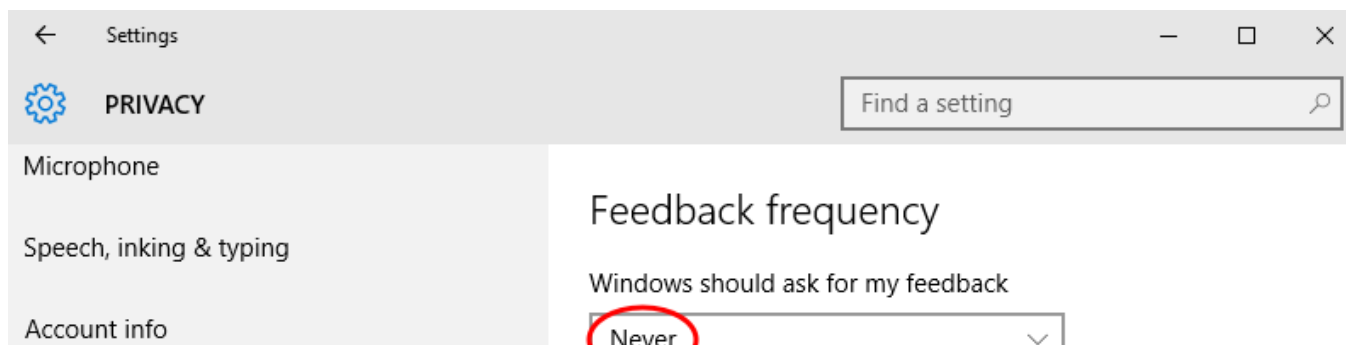 Settings
PRIVACY
Find a setting
Microphone
Speech, inking & typing
Account info
Feedback frequency
Windows should ask for my feedback
Never